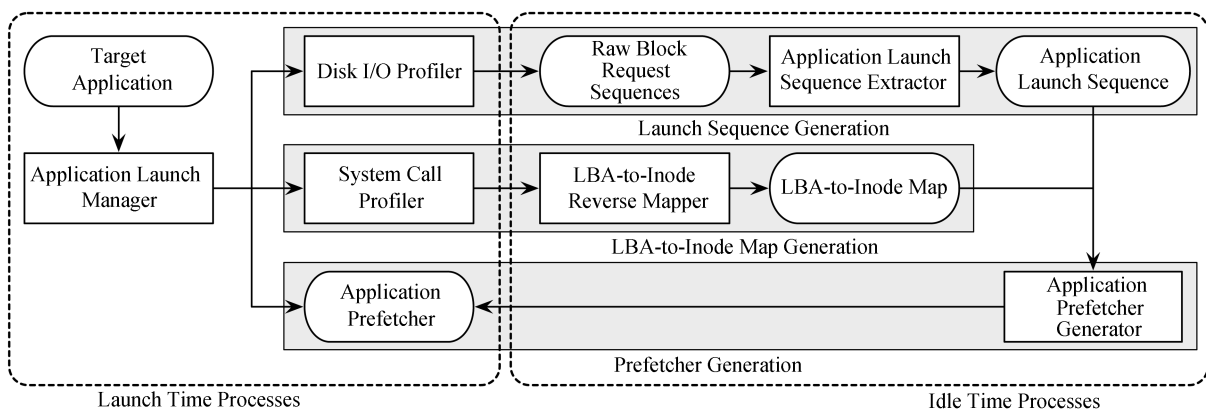 Target
Application
Disk I/O Profiler
Raw Block
Request
Sequences
Application Launch
Sequence Extractor
Application
Launch Sequence
Launch Sequence Generation
Application Launch
Manager
System Call
Profiler
LBA-to-Inode
Reverse Mapper
LBA-to-Inode Map
LBA-to-Inode Map Generation
Application
Prefetcher
Application
Prefetcher
Generator
Prefetcher Generation
Launch Time Processes
Idle Time Processes